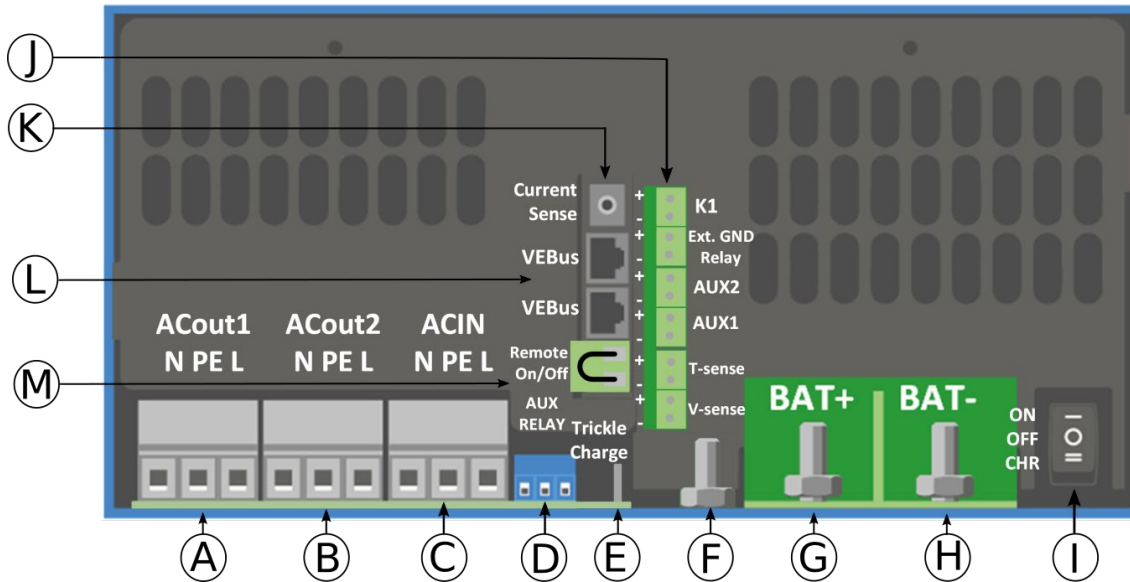 J
K
Current
Sense
+
-
K1
+
-
Ext. GND
Relay
VEBus
+
-
AUX2
L
VEBus
+
-
AUX1
ACout1
N PE L
ACout2
N PE L
ACIN
N PE L
Remote
On/Off
+
-
T-sense
M
AUX
RELAY
+
-
V-sense
Trickle
Charge
BAT+
BAT-
ON
OFF
CHR
A
B
C
D
E
F
G
H
I